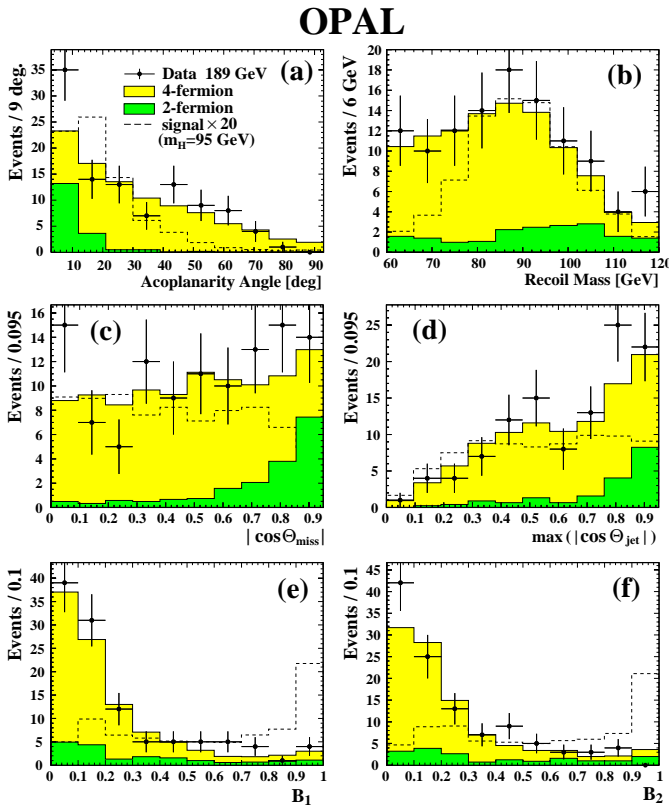 OPAL
Events / 9 deg.
35
30
25
20
15
10
5
0
(a)
Data 189 GeV
4-fermion
2-fermion
signal × 20
(m_H=95 GeV)
10 20 30 40 50 60 70 80 90
Acoplanarity Angle [deg]
Events / 6 GeV
20
18
16
14
12
10
8
6
4
2
0
(b)
60 70 80 90 100 110 120
Recoil Mass [GeV]
Events / 0.095
16
14
12
10
8
6
4
2
0
(c)
0 0.1 0.2 0.3 0.4 0.5 0.6 0.7 0.8 0.9
| cosΘ_miss|
Events / 0.095
25
20
15
10
5
0
(d)
0 0.1 0.2 0.3 0.4 0.5 0.6 0.7 0.8 0.9
max (|cos Θ_jet| )
Events / 0.1
40
35
30
25
20
15
10
5
0
(e)
0 0.1 0.2 0.3 0.4 0.5 0.6 0.7 0.8 0.9 1
B_1
Events / 0.1
45
40
35
30
25
20
15
10
5
0
(f)
0 0.1 0.2 0.3 0.4 0.5 0.6 0.7 0.8 0.9 1
B_2